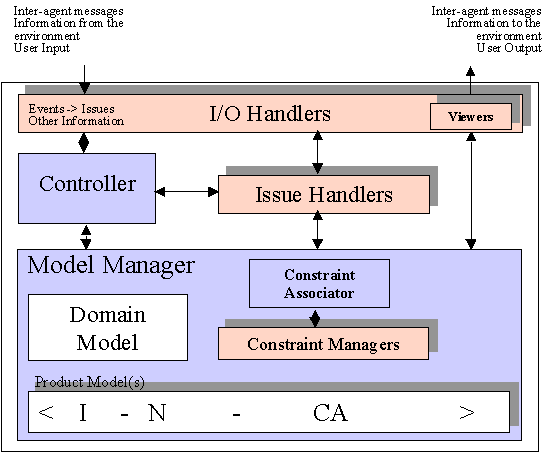 Inter-agent messages
Information from the
environment
User Input
Inter-agent messages
Information to the
environment
User Output
Events -> Issues
Other Information
I/O Handlers
Viewers
Controller
Issue Handlers
Model Manager
Constraint
Associator
Domain
Model
Constraint Managers
Product Model(s)
< I - N - CA >